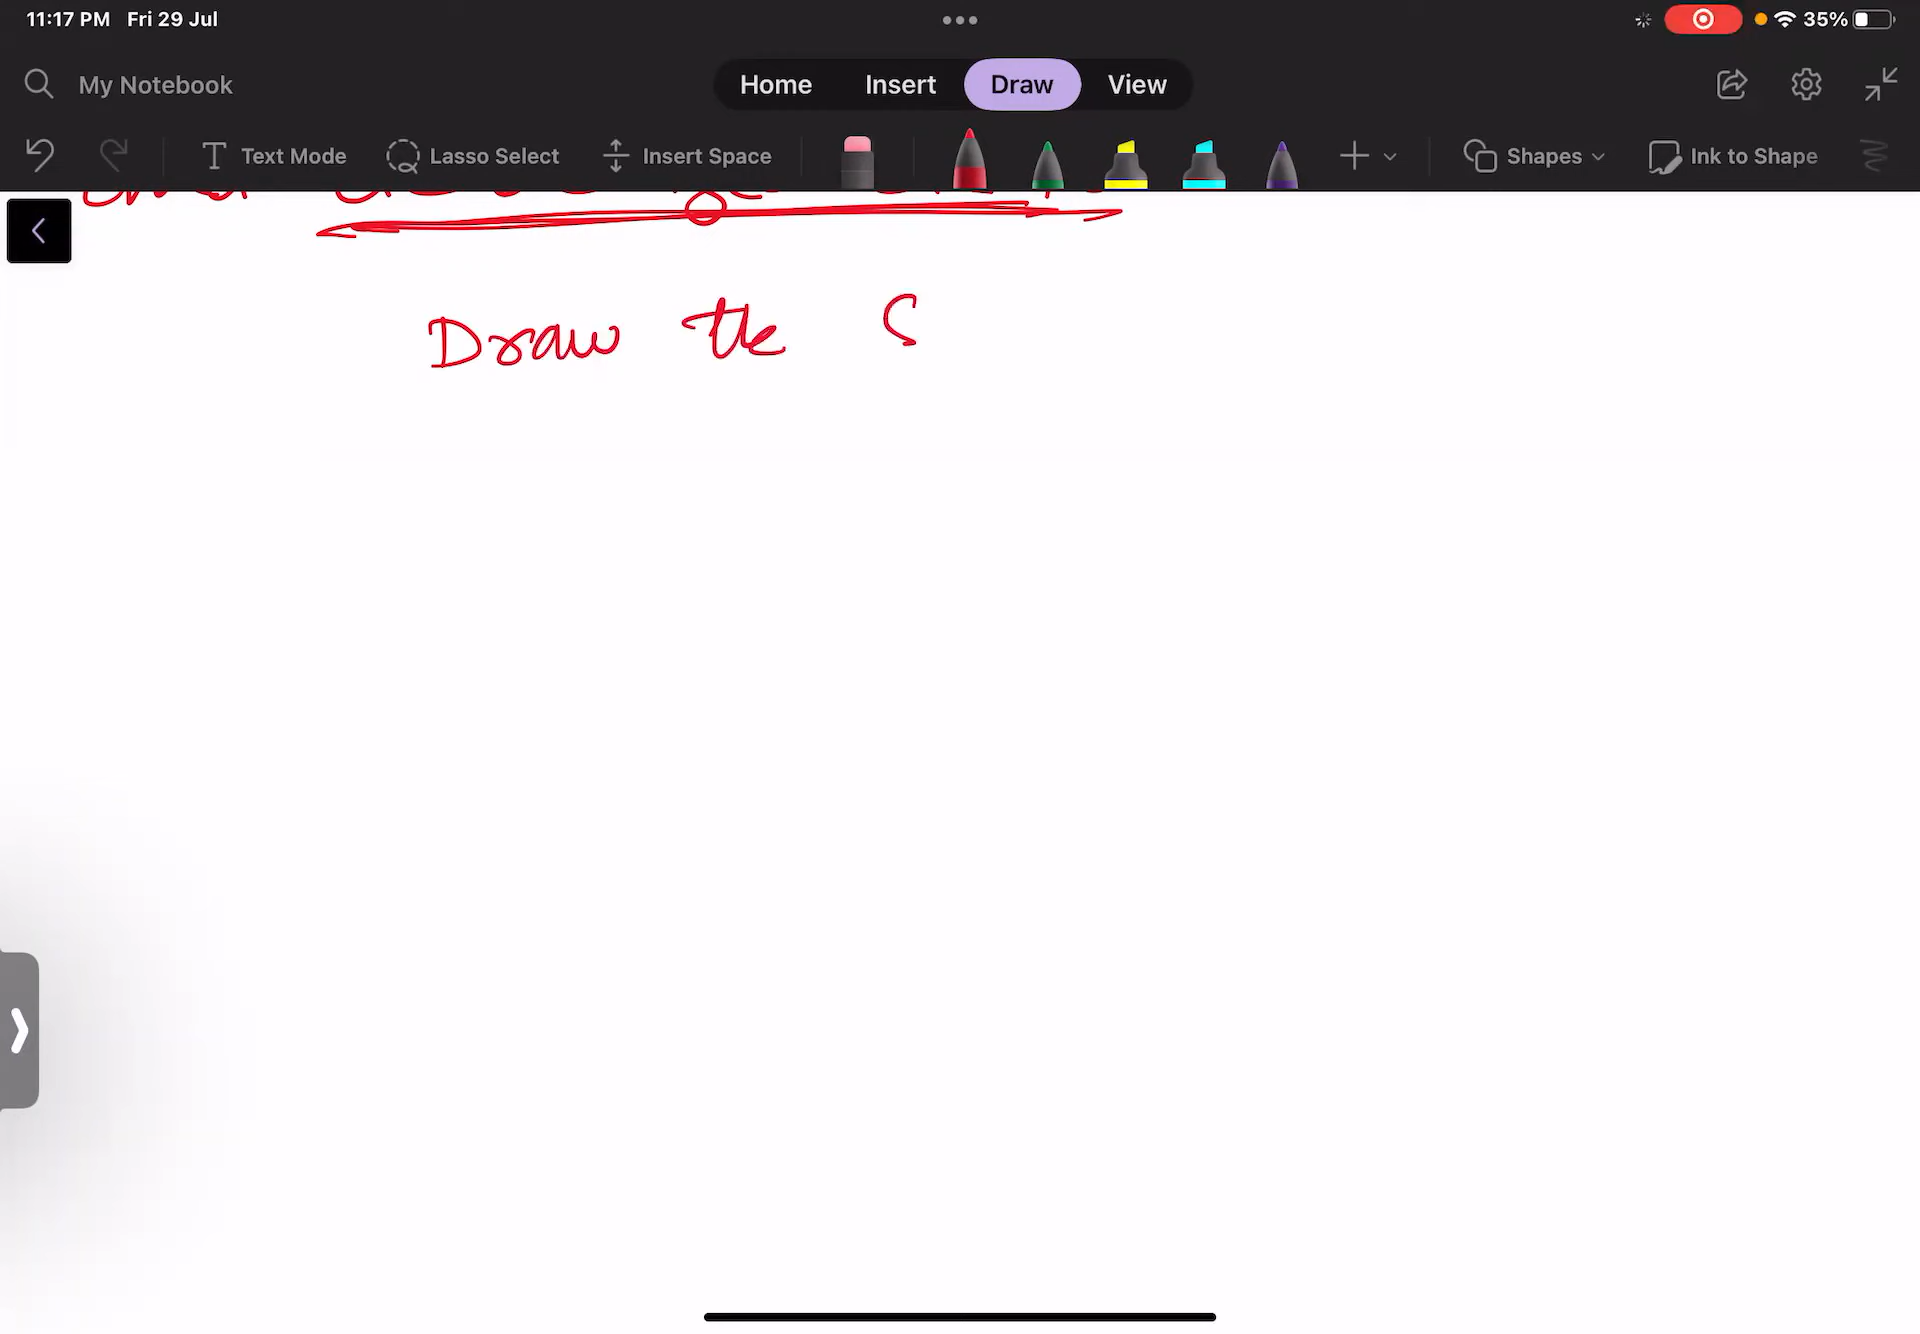 11:17 PM Fri 29 Jul 35%
My Notebook Home Insert Draw View
Text Mode Lasso Select Insert Space Shapes Ink to Shape
Draw the S